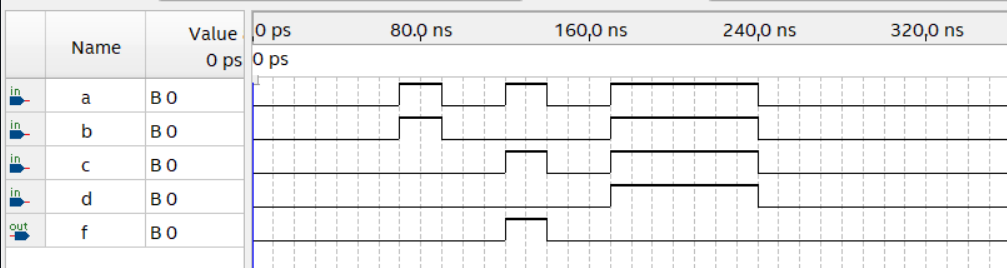 Name
Value
0 ps
0 ps
80.0 ns
160.0 ns
240.0 ns
320.0 ns
0 ps
in
a
B 0
in
b
B 0
in
c
B 0
in
d
B 0
out
f
B 0